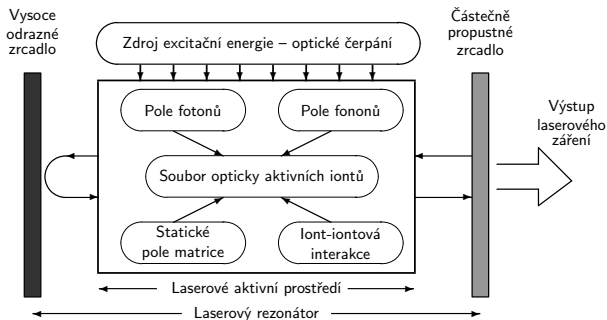 Vysoce
odrazné
zrcadlo
Zdroj excitační energie – optické čerpání
Částečně
propustné
zrcadlo
Pole fotonů
Pole fononů
Soubor opticky aktivních iontů
Statické
pole matrice
Iont-iontová
interakce
Výstup
laserového
záření
Laserové aktivní prostředí
Laserový rezonátor